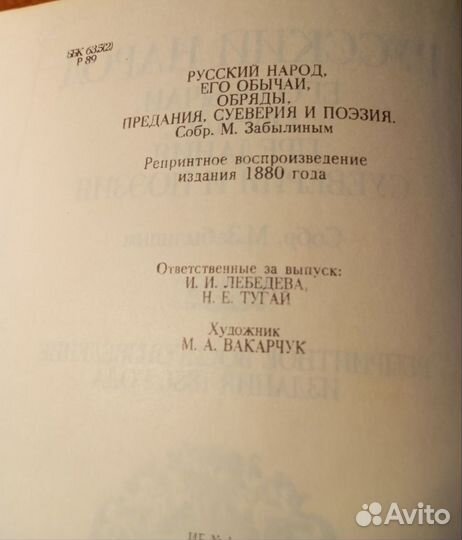 ББК 63.5(2)
Р 89
РУССКИЙ НАРОД,
ЕГО ОБЫЧАИ,
ОБРЯДЫ,
ПРЕДАНИЯ, СУЕВЕРИЯ И ПОЭЗИЯ.
Собр. М. Забылиным
Репринтное воспроизведение
издания 1880 года
Ответственные за выпуск:
И. И. ЛЕБЕДЕВА,
Н. Е. ТУГАЙ
Художник
М. А. ВАКАРЧУК
Avito